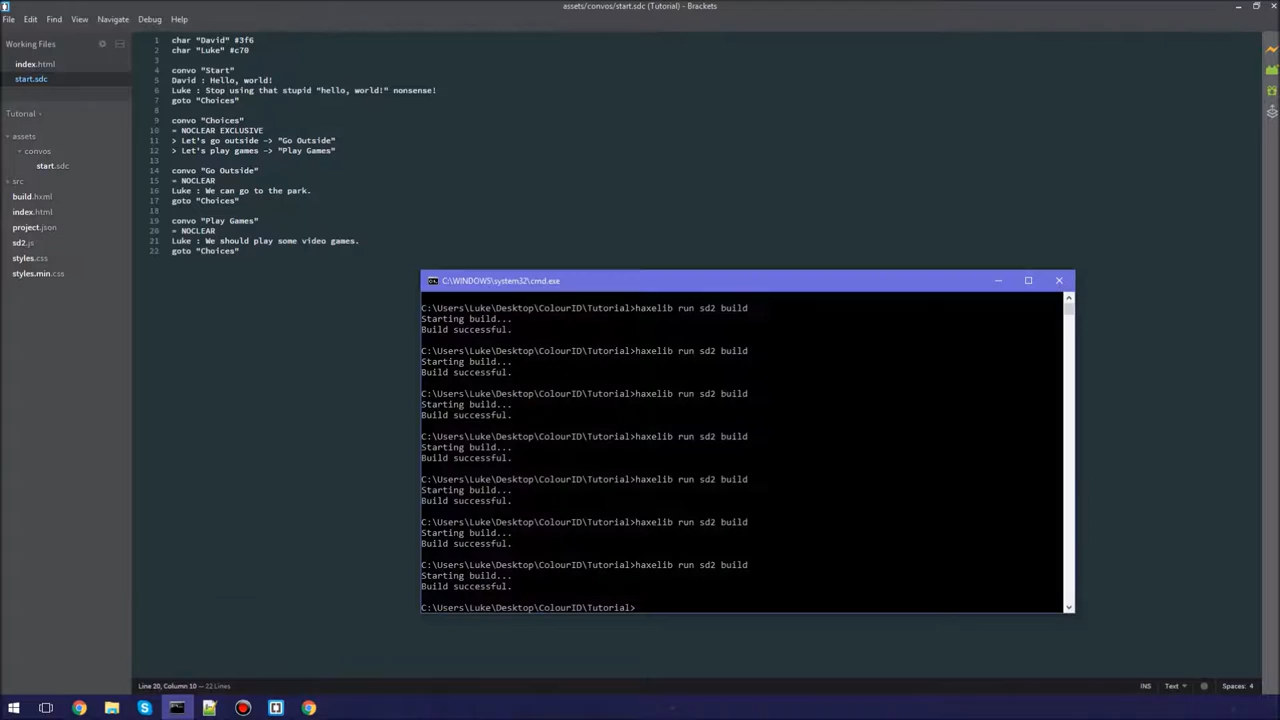 assets/convos/start.sdc (Tutorial) - Brackets
File Edit Find View Navigate Debug Help
Working Files
index.html
start.sdc
Tutorial
assets
convos
start.sdc
src
build.hxml
index.html
project.json
sd2.js
styles.css
styles.min.css
1 char "David" #3f6
2 char "Luke" #c70
3
4 convo "Start"
5 David : Hello, world!
6 Luke : Stop using that stupid "hello, world!" nonsense!
7 goto "Choices"
8
9 convo "Choices"
10 = NOCLEAR EXCLUSIVE
11 > Let's go outside -> "Go Outside"
12 > Let's play games -> "Play Games"
13
14 convo "Go Outside"
15 = NOCLEAR
16 Luke : We can go to the park.
17 goto "Choices"
18
19 convo "Play Games"
20 = NOCLEAR
21 Luke : We should play some video games.
22 goto "Choices"
C:\WINDOWS\system32\cmd.exe
C:\Users\Luke\Desktop\ColourID\Tutorial>haxelib run sd2 build
Starting build...
Build successful.
C:\Users\Luke\Desktop\ColourID\Tutorial>haxelib run sd2 build
Starting build...
Build successful.
C:\Users\Luke\Desktop\ColourID\Tutorial>haxelib run sd2 build
Starting build...
Build successful.
C:\Users\Luke\Desktop\ColourID\Tutorial>haxelib run sd2 build
Starting build...
Build successful.
C:\Users\Luke\Desktop\ColourID\Tutorial>haxelib run sd2 build
Starting build...
Build successful.
C:\Users\Luke\Desktop\ColourID\Tutorial>haxelib run sd2 build
Starting build...
Build successful.
C:\Users\Luke\Desktop\ColourID\Tutorial>haxelib run sd2 build
Starting build...
Build successful.
C:\Users\Luke\Desktop\ColourID\Tutorial>
Line 20, Column 10 — 22 Lines
INS Text Spaces: 4